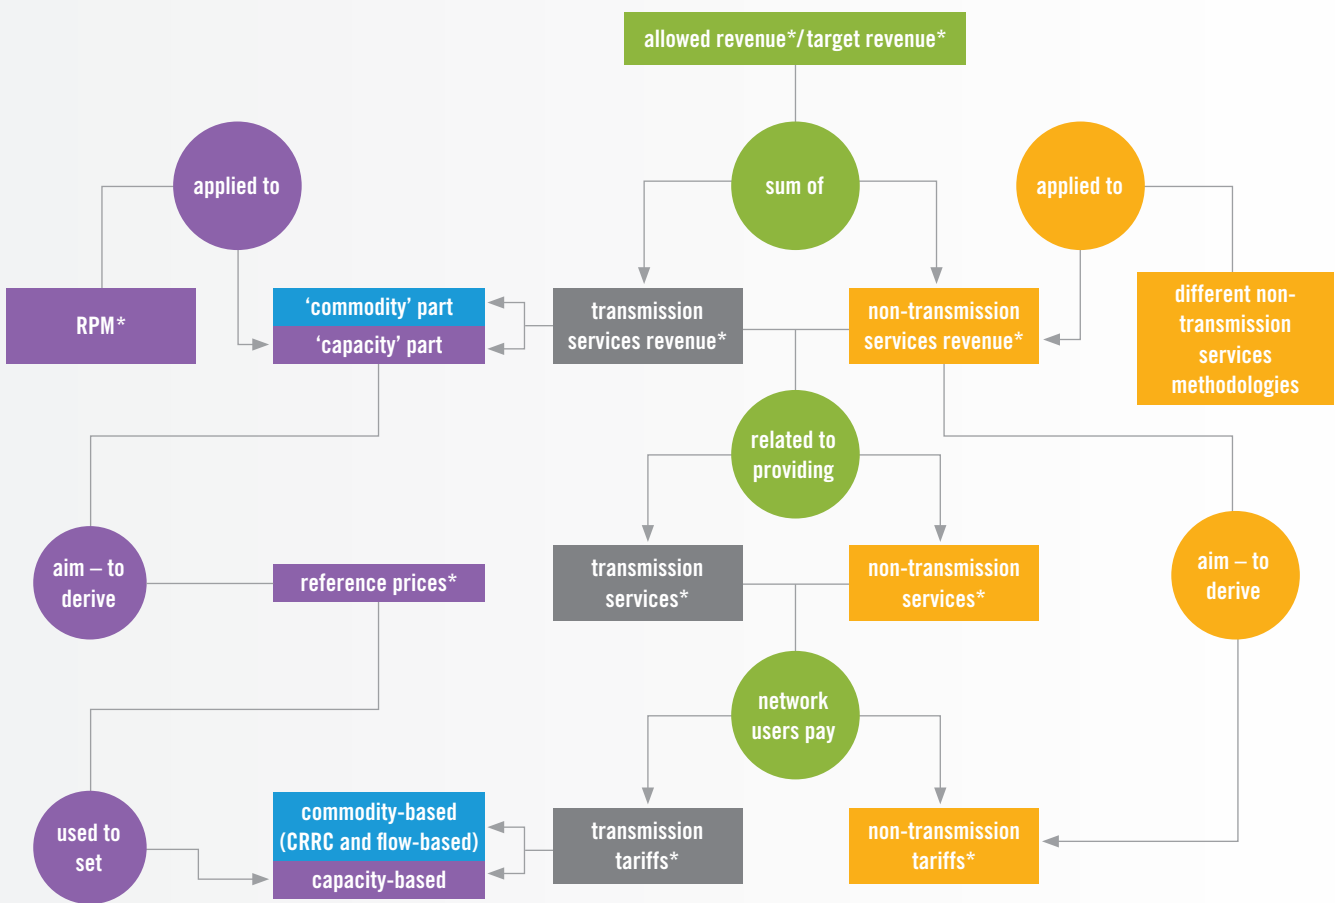 allowed revenue*/target revenue*
applied to
sum of
applied to
RPM*
‘commodity’ part
‘capacity’ part
transmission
services revenue*
non-transmission
services revenue*
different non-
transmission
services
methodologies
related to
providing
aim – to
derive
reference prices*
transmission
services*
non-transmission
services*
aim – to
derive
network
users pay
used to
set
commodity-based
(CRRC and flow-based)
capacity-based
transmission
tariffs*
non-transmission
tariffs*